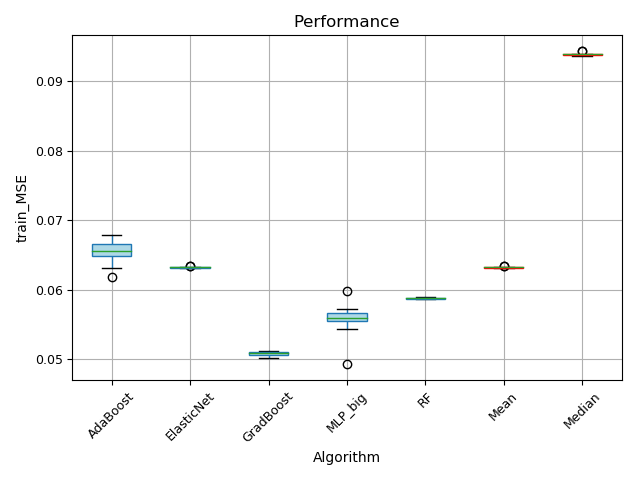 Performance
0.09
0.08
0.07
0.06
0.05
train_MSE
AdaBoost
ElasticNet
GradBoost
MLP_big
RF
Mean
Median
Algorithm